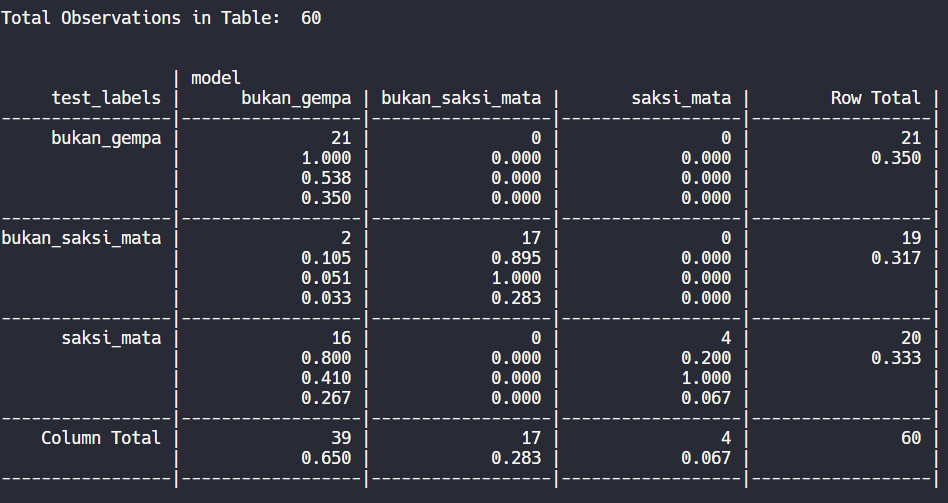 Total Observations in Table:  60
                 | model
     test_labels |      bukan_gempa | bukan_saksi_mata |       saksi_mata |        Row Total |
-----------------|------------------|------------------|------------------|------------------|
     bukan_gempa |               21 |                0 |                0 |               21 |
                 |            1.000 |            0.000 |            0.000 |            0.350 |
                 |            0.538 |            0.000 |            0.000 |                  |
                 |            0.350 |            0.000 |            0.000 |                  |
-----------------|------------------|------------------|------------------|------------------|
bukan_saksi_mata |                2 |               17 |                0 |               19 |
                 |            0.105 |            0.895 |            0.000 |            0.317 |
                 |            0.051 |            1.000 |            0.000 |                  |
                 |            0.033 |            0.283 |            0.000 |                  |
-----------------|------------------|------------------|------------------|------------------|
      saksi_mata |               16 |                0 |                4 |               20 |
                 |            0.800 |            0.000 |            0.200 |            0.333 |
                 |            0.410 |            0.000 |            1.000 |                  |
                 |            0.267 |            0.000 |            0.067 |                  |
-----------------|------------------|------------------|------------------|------------------|
    Column Total |               39 |               17 |                4 |               60 |
                 |            0.650 |            0.283 |            0.067 |                  |
-----------------|------------------|------------------|------------------|------------------|